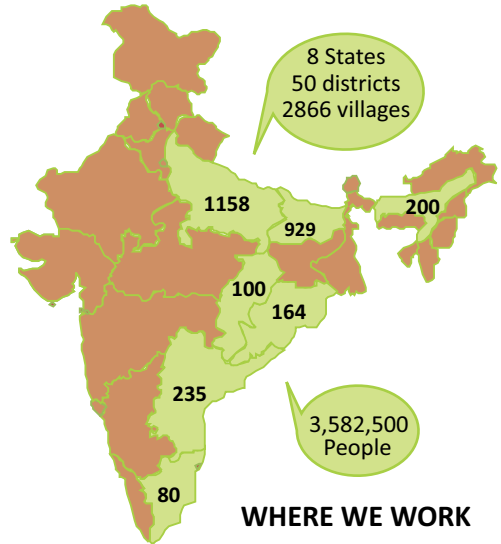 8 States
50 districts
2866 villages
1158
929
200
100
164
235
80
3,582,500
People
WHERE WE WORK